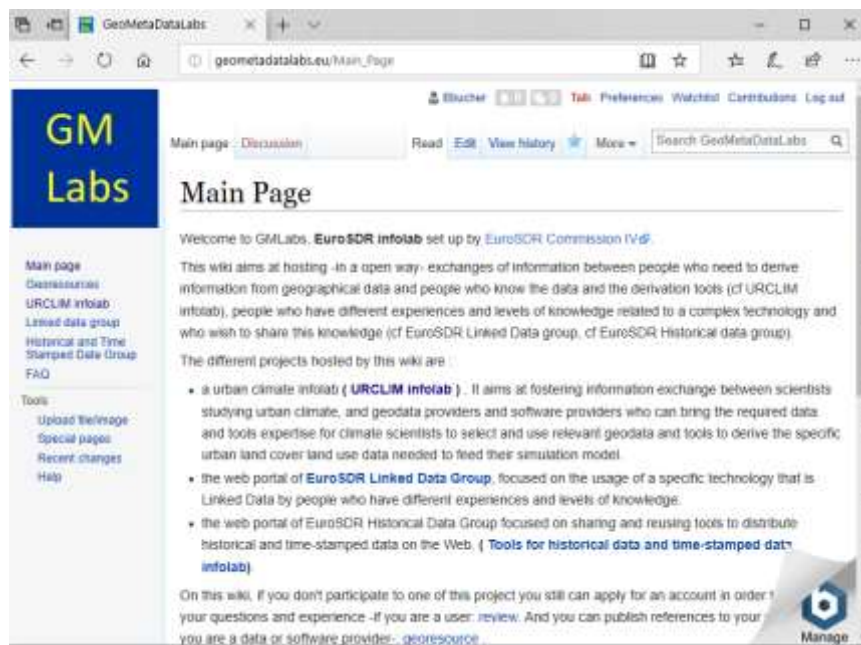 GeoMetaDataLabs
geometadatalabs.eu/Main_Page
GM
Labs
Bbucher Talk Preferences Watchlist Contributions Log out
Main page Discussion Read Edit View history More Search GeoMetaDataLabs
Main Page
Welcome to GMLabs, EuroSDR infolab set up by EuroSDR Commission IV.
This wiki aims at hosting -in a open way- exchanges of information between people who need to derive
information from geographical data and people who know the data and the derivation tools (cf URCLIM
infolab), people who have different experiences and levels of knowledge related to a complex technology and
who wish to share this knowledge (cf EuroSDR Linked Data group, cf EuroSDR Historical data group).
The different projects hosted by this wiki are :
• a urban climate infolab ( URCLIM infolab ) . It aims at fostering information exchange between scientists
studying urban climate, and geodata providers and software providers who can bring the required data
and tools expertise for climate scientists to select and use relevant geodata and tools to derive the specific
urban land cover land use data needed to feed their simulation model.
• the web portal of EuroSDR Linked Data Group, focused on the usage of a specific technology that is
Linked Data by people who have different experiences and levels of knowledge.
• the web portal of EuroSDR Historical Data Group focused on sharing and reusing tools to distribute
historical and time-stamped data on the Web. ( Tools for historical data and time-stamped data
infolab)
On this wiki, if you don't participate to one of this project you still can apply for an account in order
your questions and experience -if you are a user: review. And you can publish references to your
you are a data or software provider-, georesource .
Main page
Georesources
URCLIM infolab
Linked data group
Historical and Time
Stamped Data Group
FAQ
Tools
Upload file/image
Special pages
Recent changes
Help
Manage